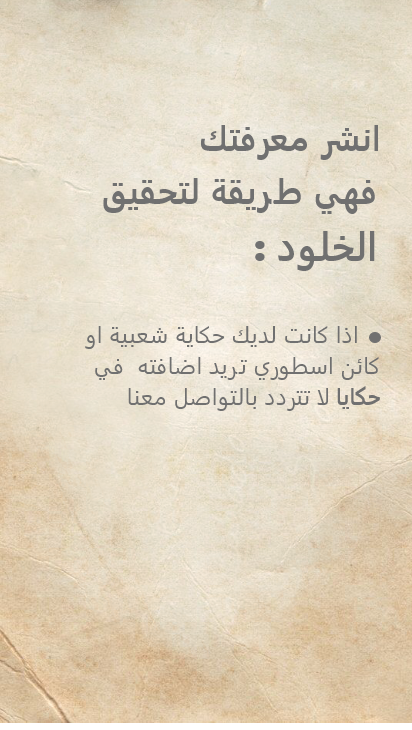 انشر معرفتك
فهي طريقة لتحقيق
الخلود :
● اذا كانت لديك حكاية شعبية او
كائن اسطوري تريد اضافته في
حكايا لا تتردد بالتواصل معنا